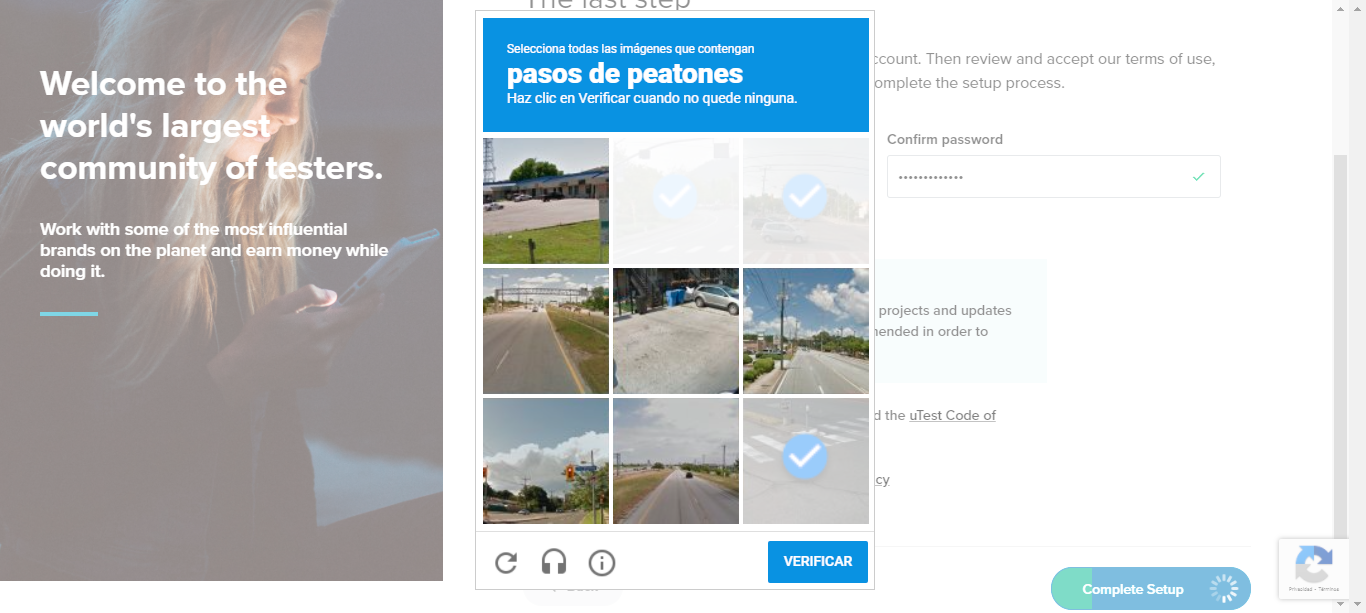 The last step
Welcome to the
world's largest
community of testers.
Work with some of the most influential
brands on the planet and earn money while
doing it.
Selecciona todas las imágenes que contengan
pasos de peatones
Haz clic en Verificar cuando no quede ninguna.
VERIFICAR
ccount. Then review and accept our terms of use,
omplete the setup process.
Confirm password
•••••••••••••
projects and updates
mended in order to
d the uTest Code of
cy
Complete Setup
Privacidad - Términos